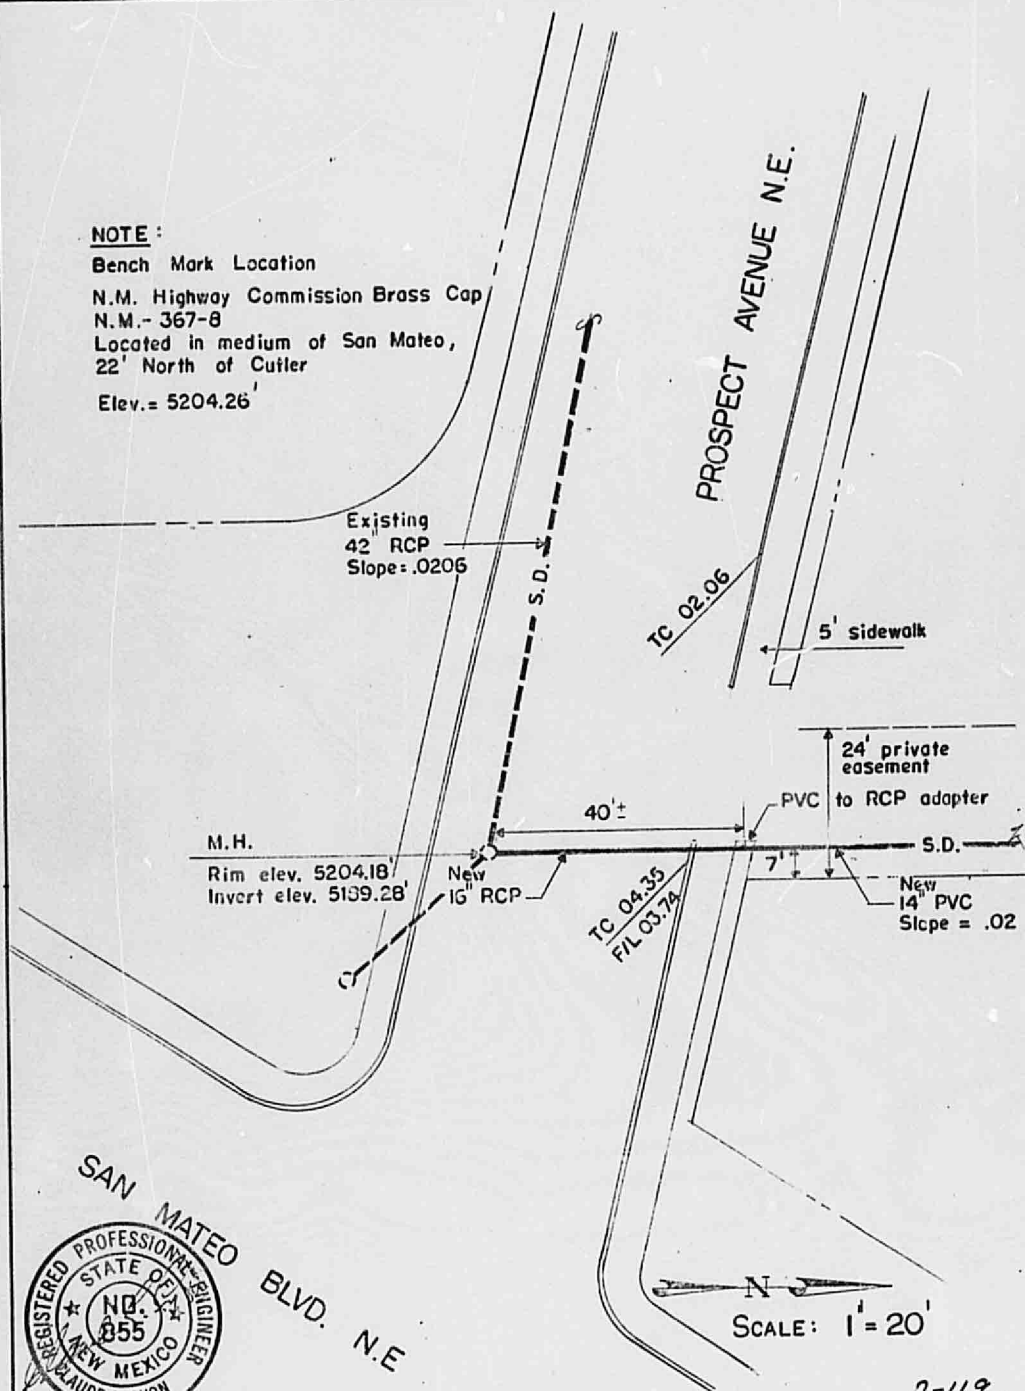 NOTE :
Bench Mark Location
N.M. Highway Commission Brass Cap
N.M.- 367-8
Located in medium of San Mateo,
22' North of Cutler
Elev.= 5204.26'
PROSPECT AVENUE N.E.
Existing
42" RCP
Slope=.0206
S.D.
TC 02.06
5' sidewalk
24' private
easement
PVC to RCP adapter
40'±
M.H.
Rim elev. 5204.18'
Invert elev. 5199.28'
New
16" RCP
S.D.
7'
TC 04.35
F/L 03.74
New
14" PVC
Slope = .02
SAN MATEO BLVD. N.E
REGISTERED PROFESSIONAL ENGINEER
STATE OF
NO.
855
NEW MEXICO
N
SCALE: 1"=20'